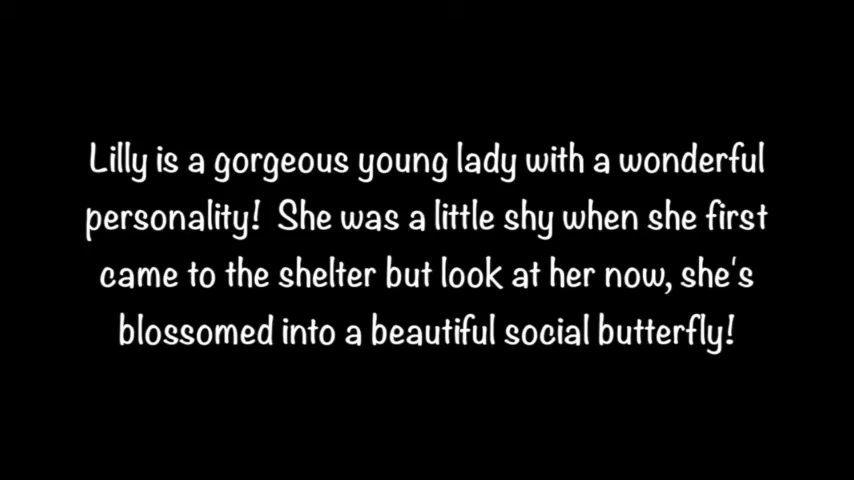 Lilly is a gorgeous young lady with a wonderful
personality!  She was a little shy when she first
came to the shelter but look at her now, she's
blossomed into a beautiful social butterfly!